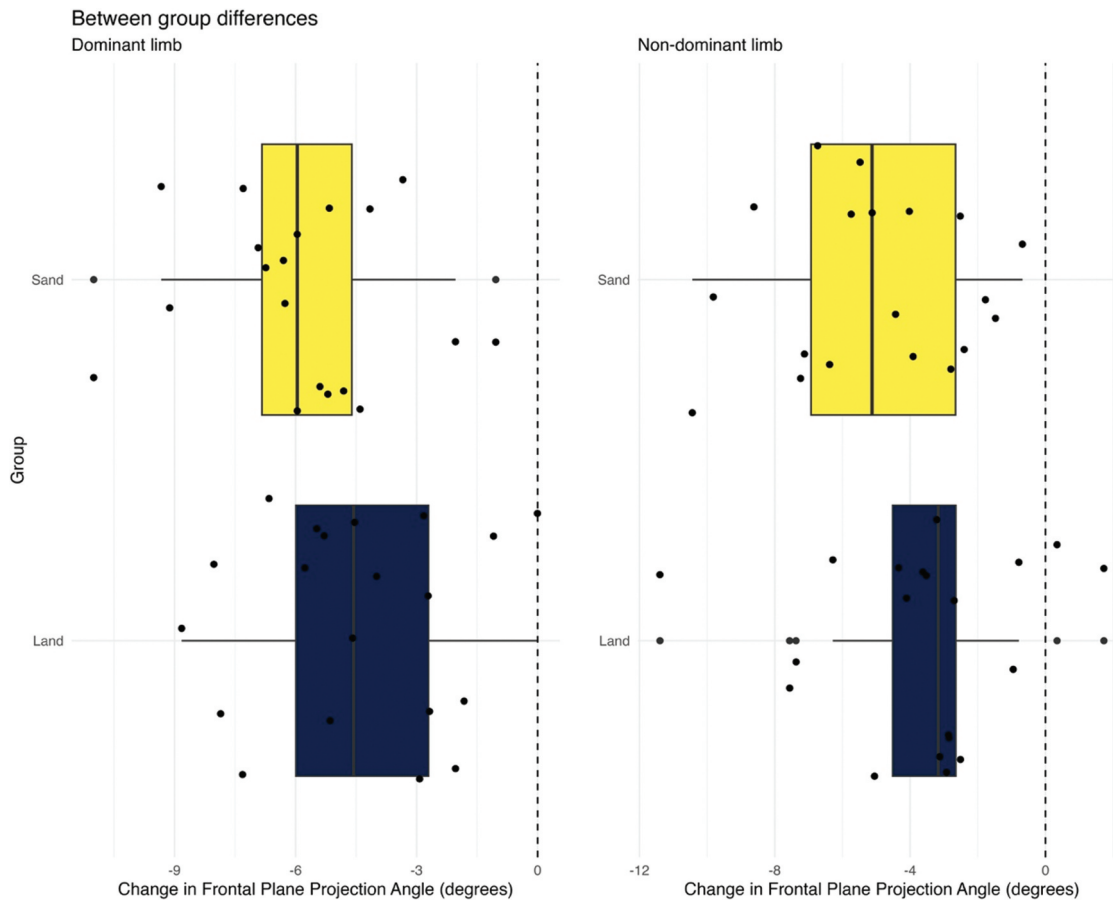 Between group differences
Dominant limb
Non-dominant limb
Sand
Sand
Group
Land
Land
-9 -6 -3 0
-12 -8 -4 0
Change in Frontal Plane Projection Angle (degrees)
Change in Frontal Plane Projection Angle (degrees)